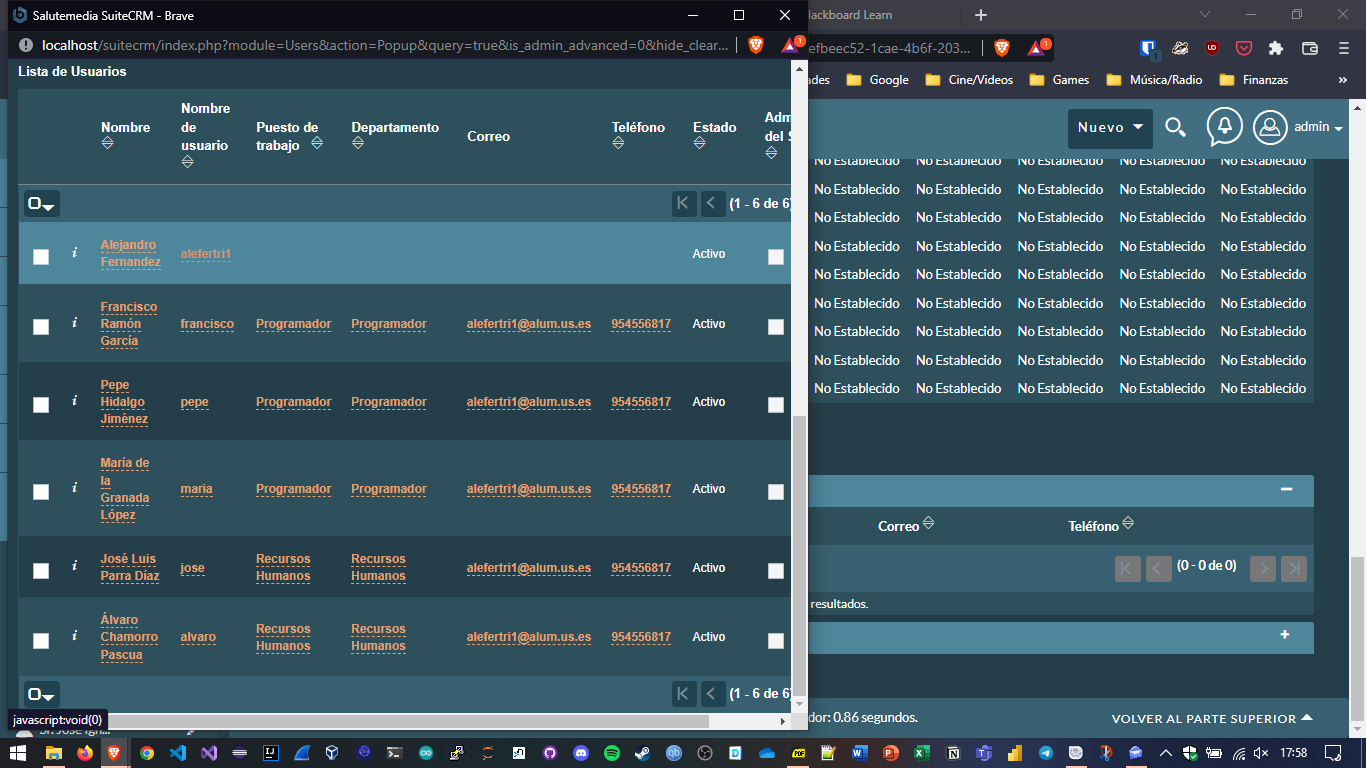 Salutemedia SuiteCRM - Brave
localhost/suitecrm/index.php?module=Users&action=Popup&query=true&is_admin_advanced=0&hide_clear...
Lista de Usuarios
Nombre
Nombre de usuario
Puesto de trabajo
Departamento
Correo
Teléfono
Estado
Adm
del S
(1 - 6 de 6)
Alejandro Fernandez alefertri1 Activo
Francisco Ramón García francisco Programador Programador alefertri1@alum.us.es 954556817 Activo
Pepe Hidalgo Jiménez pepe Programador Programador alefertri1@alum.us.es 954556817 Activo
María de la Granada López maria Programador Programador alefertri1@alum.us.es 954556817 Activo
José Luis Parra Díaz jose Recursos Humanos Recursos Humanos alefertri1@alum.us.es 954556817 Activo
Álvaro Chamorro Pascua alvaro Recursos Humanos Recursos Humanos alefertri1@alum.us.es 954556817 Activo
(1 - 6 de 6)
javascript:void(0)
lackboard Learn
efbeec52-1cae-4b6f-203...
ades Google Cine/Videos Games Música/Radio Finanzas »
Nuevo admin
No Establecido No Establecido No Establecido No Establecido No Establecido
No Establecido No Establecido No Establecido No Establecido No Establecido
No Establecido No Establecido No Establecido No Establecido No Establecido
No Establecido No Establecido No Establecido No Establecido No Establecido
No Establecido No Establecido No Establecido No Establecido No Establecido
No Establecido No Establecido No Establecido No Establecido No Establecido
No Establecido No Establecido No Establecido No Establecido No Establecido
No Establecido No Establecido No Establecido No Establecido No Establecido
No Establecido No Establecido No Establecido No Establecido No Establecido
Correo Teléfono
(0 - 0 de 0)
resultados.
dor: 0.86 segundos.
VOLVER AL PARTE SUPERIOR
17:58